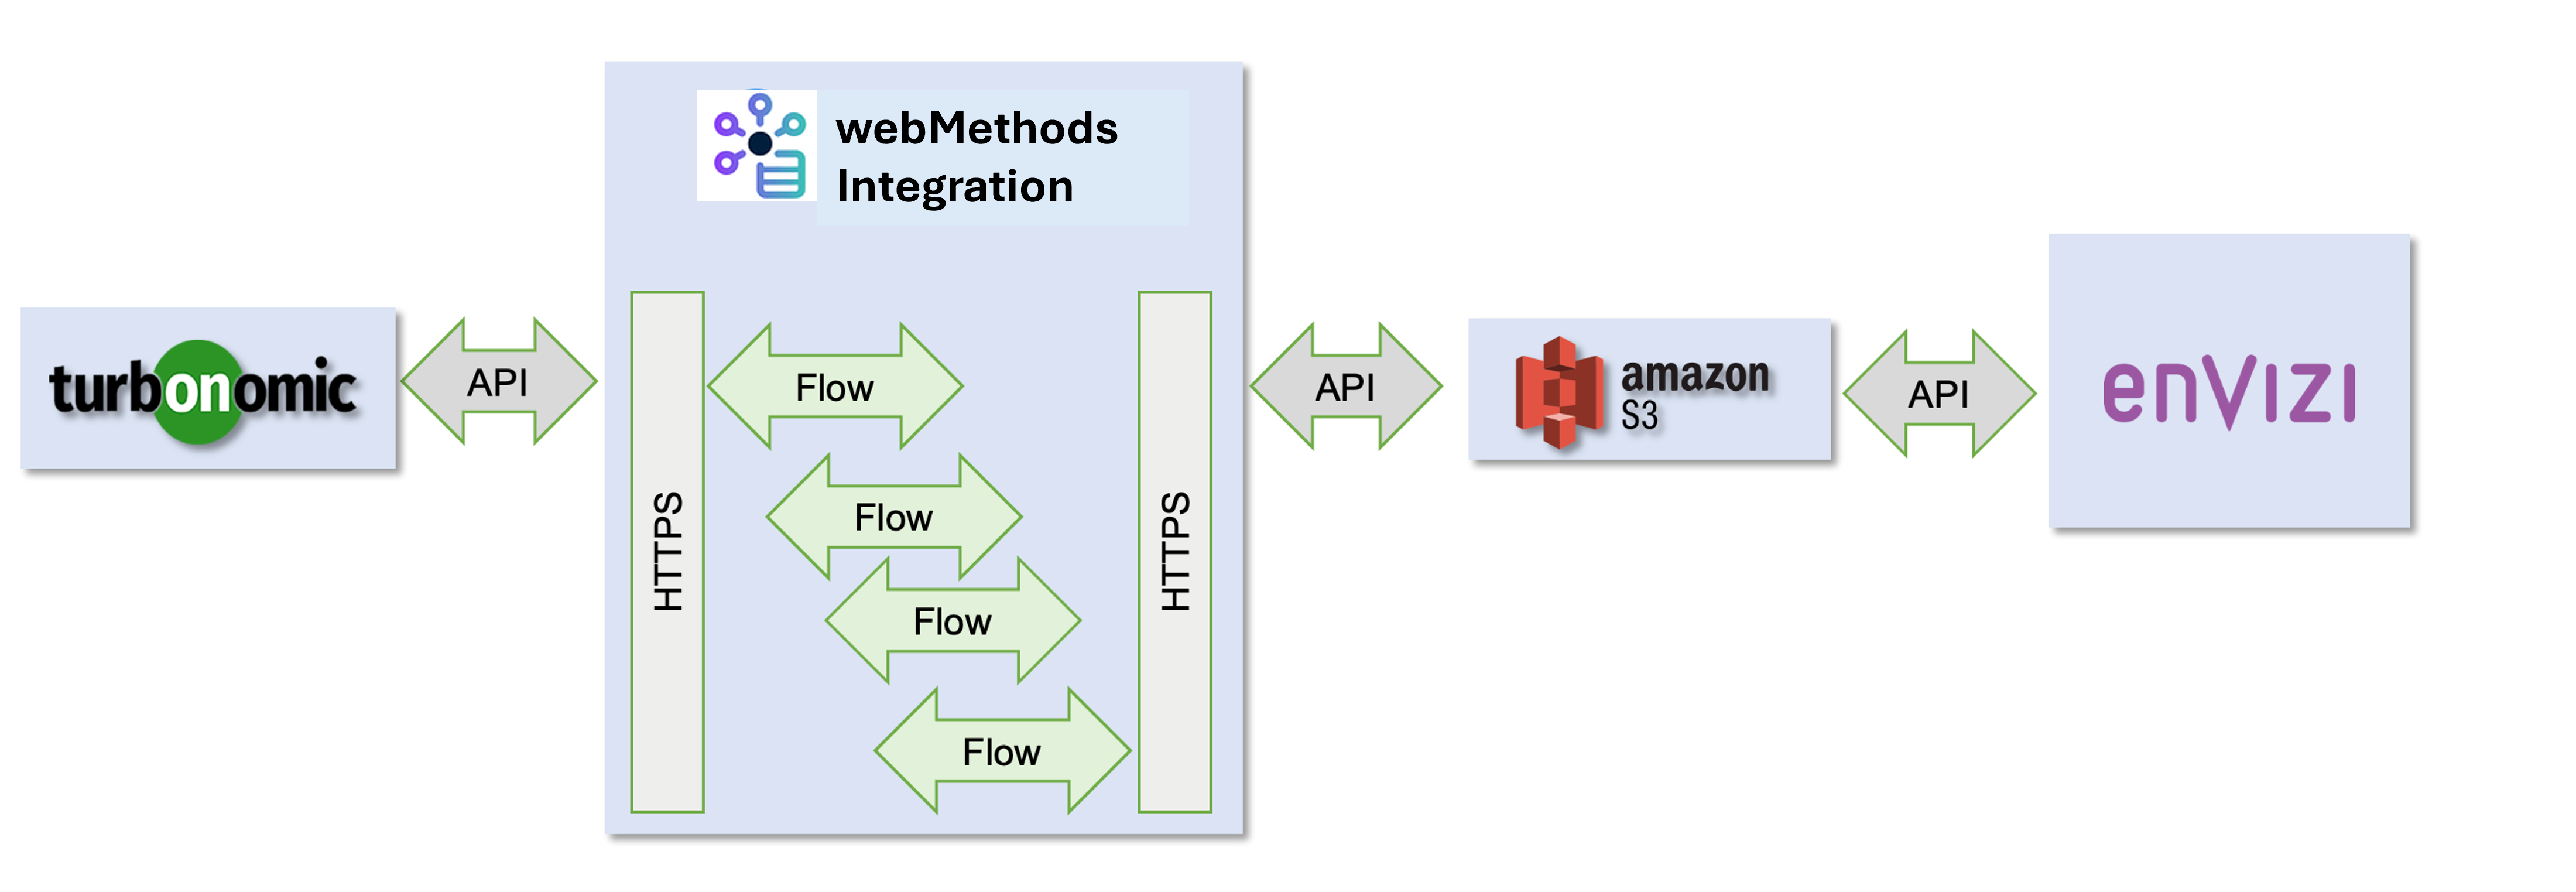 webMethods
Integration
turbonomic
API
HTTPS
Flow
Flow
Flow
Flow
HTTPS
API
amazon
S3
API
enVizi